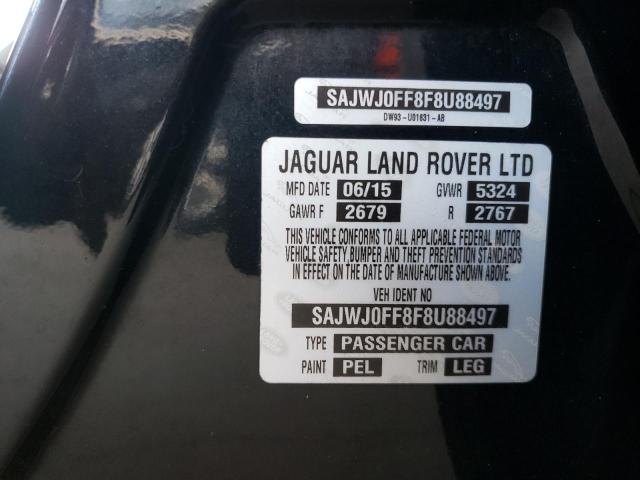 SAJWJ0FF8F8U88497
DW93-U01631-AB
JAGUAR LAND ROVER LTD
MFD DATE 06/15 GVWR 5324
GAWR F 2679 R 2767
THIS VEHICLE CONFORMS TO ALL APPLICABLE FEDERAL MOTOR
VEHICLE SAFETY,BUMPER AND THEFT PREVENTION STANDARDS
IN EFFECT ON THE DATE OF MANUFACTURE SHOWN ABOVE.
VEH IDENT NO
SAJWJ0FF8F8U88497
TYPE PASSENGER CAR
PAINT PEL TRIM LEG